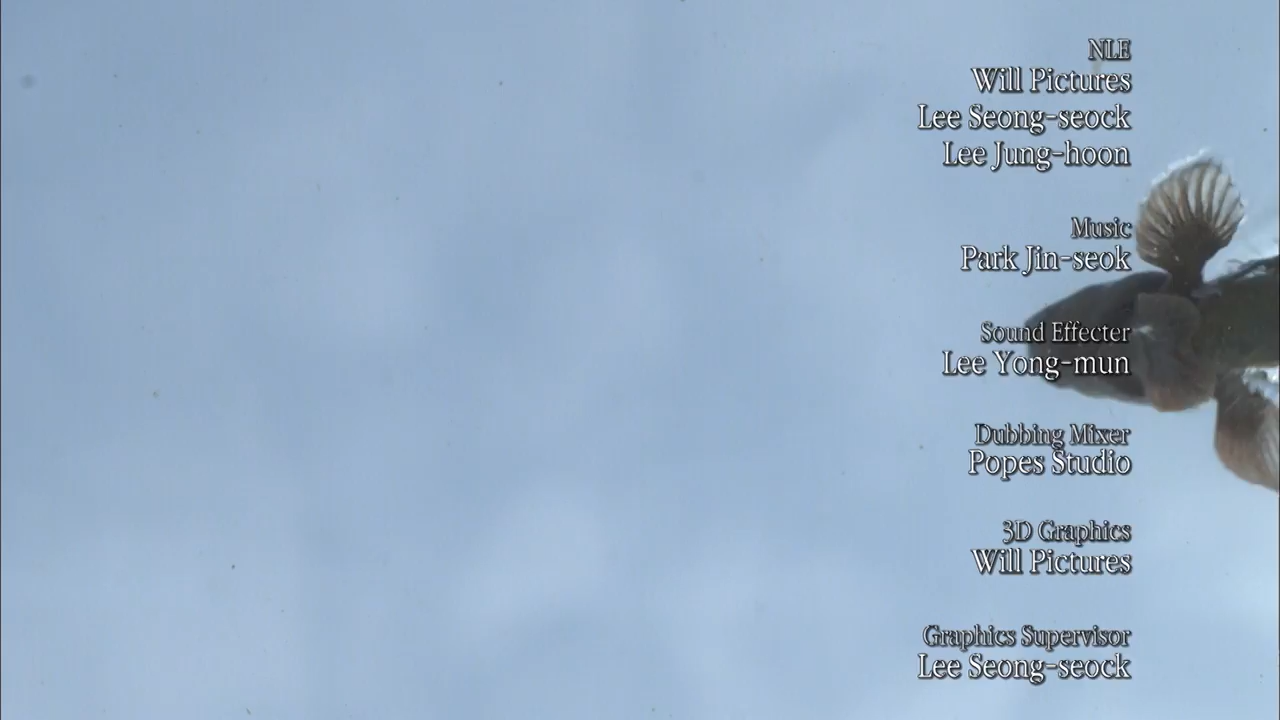 NLE
Will Pictures
Lee Seong-seock
Lee Jung-hoon
Music
Park Jin-seok
Sound Effecter
Lee Yong-mun
Dubbing Mixer
Popes Studio
3D Graphics
Will Pictures
Graphics Supervisor
Lee Seong-seock